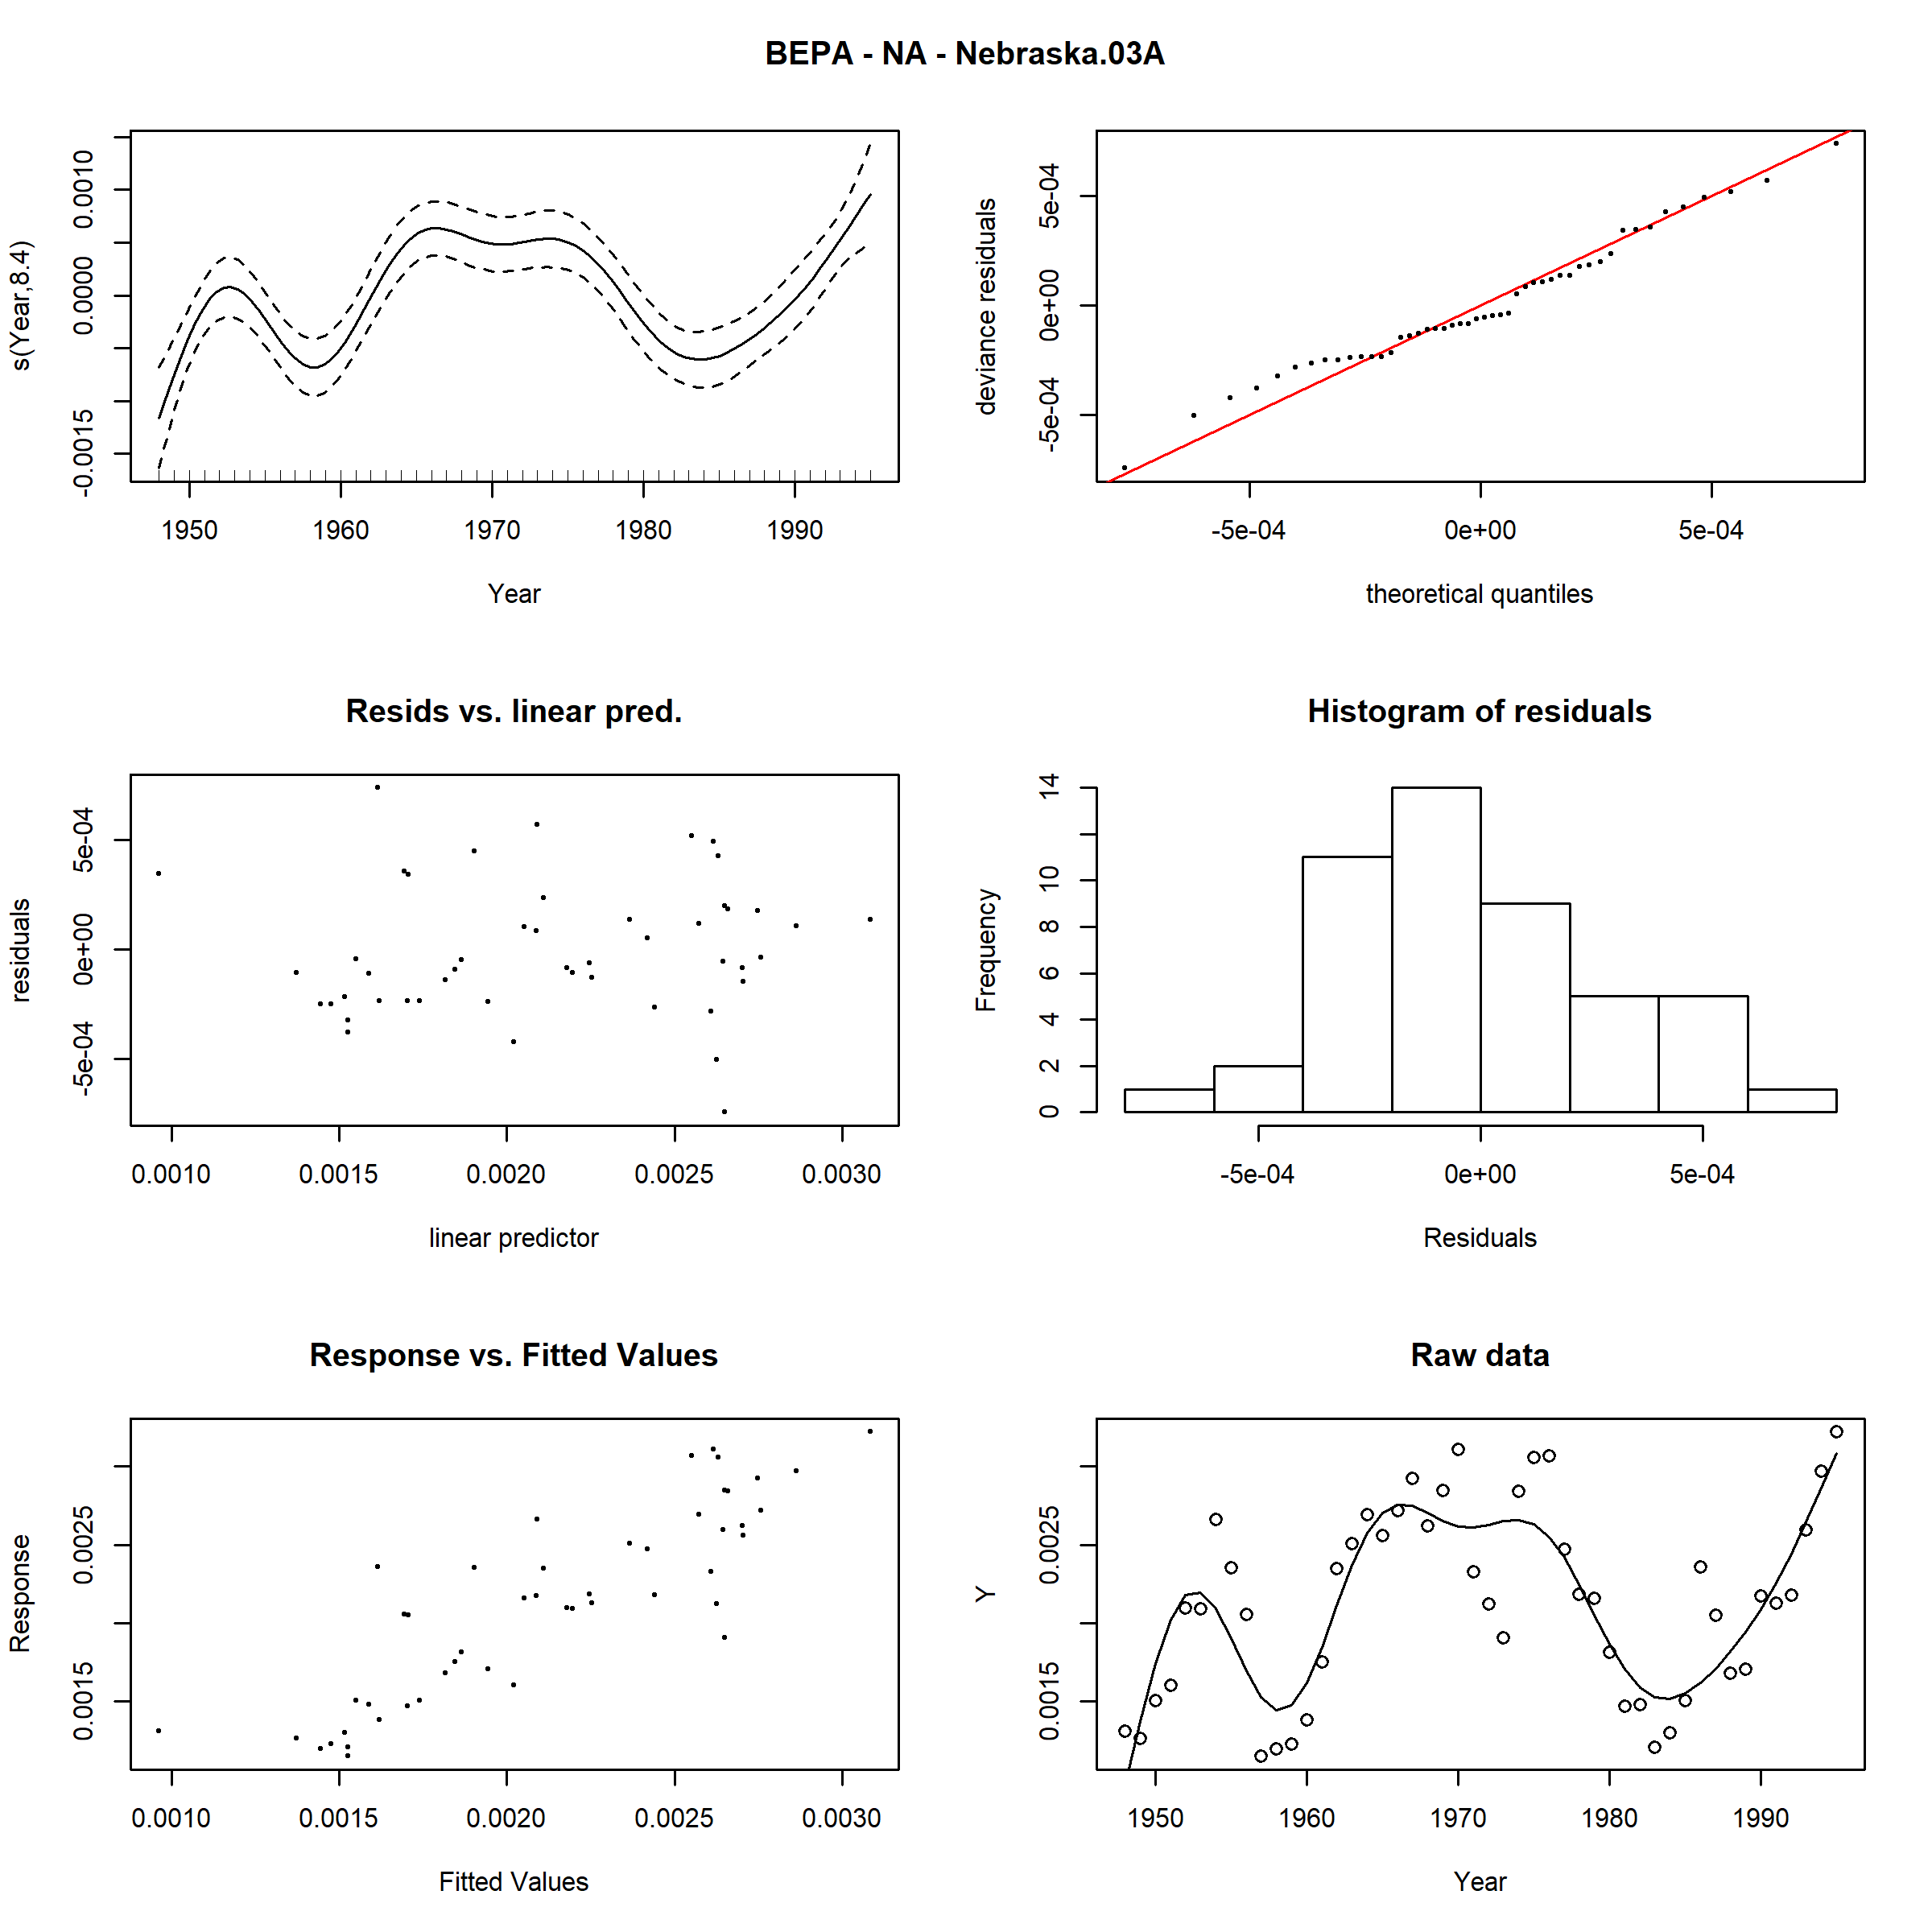 BEPA - NA - Nebraska.03A
s(Year,8.4)
-0.0015 0.0000 0.0010
1950 1960 1970 1980 1990
Year
deviance residuals
-5e-04 0e+00 5e-04
-5e-04 0e+00 5e-04
theoretical quantiles
Resids vs. linear pred.
residuals
-5e-04 0e+00 5e-04
0.0010 0.0015 0.0020 0.0025 0.0030
linear predictor
Histogram of residuals
Frequency
0 2 4 6 8 10 14
-5e-04 0e+00 5e-04
Residuals
Response vs. Fitted Values
Response
0.0015 0.0025
0.0010 0.0015 0.0020 0.0025 0.0030
Fitted Values
Raw data
Y
0.0015 0.0025
1950 1960 1970 1980 1990
Year